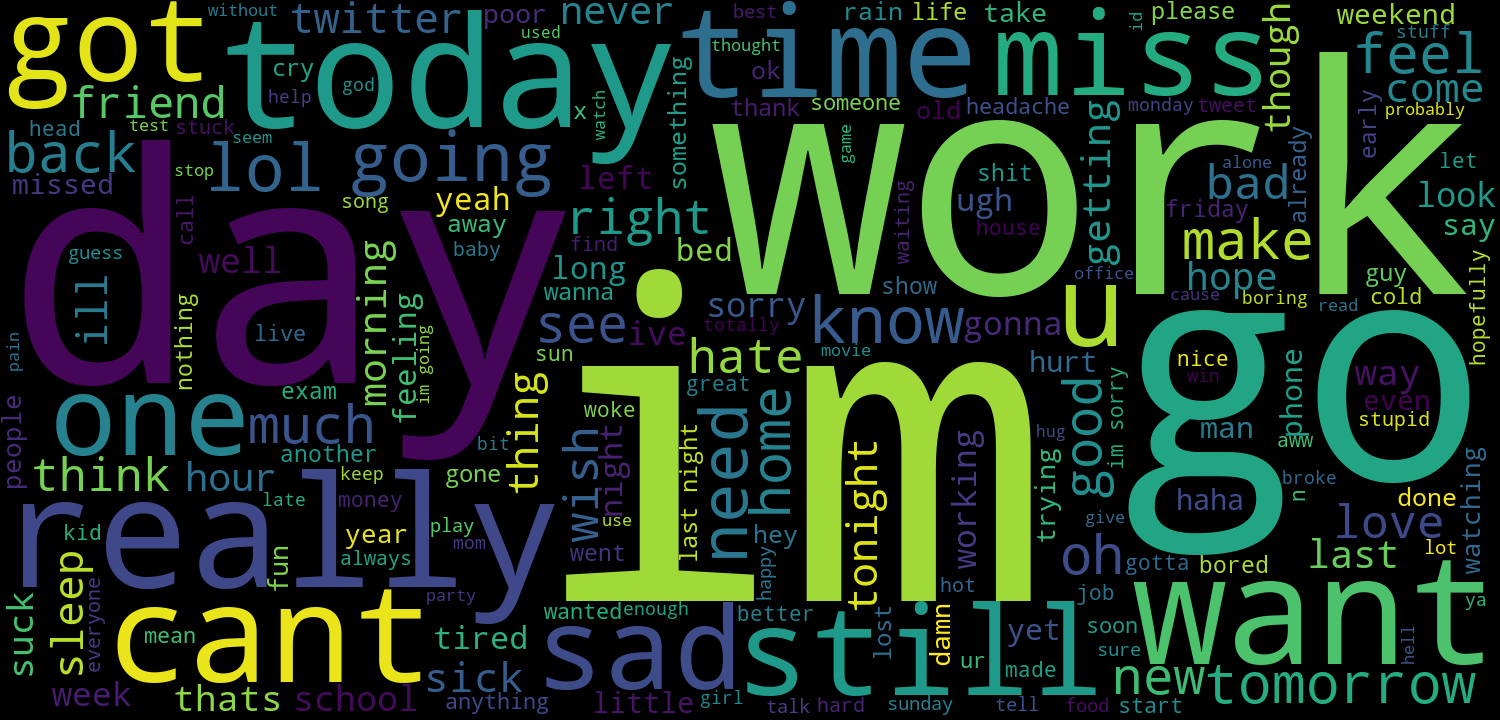 got
today
time
miss
work
day
im
go
really
cant
want
still
sad
one
twitter
without
poor
never
used
best
thought
ok
rain
life
take
id
please
weekend
stuff
feel
come
though
friend
cry
god
help
x
watch
something
thank
someone
old
headache
monday
tweet
early
probably
head
test
stuck
seem
back
missed
stop
lol
going
left
game
shit
ugh
getting
bad
alone
already
let
look
say
call
song
yeah
away
right
bed
waiting
house
friday
make
guess
well
baby
find
long
wanna
show
office
hope
guy
cold
hopefully
ill
live
morning
nothing
feeling
im going
see
ive
sorry
totally
know
gonna
u
cause
boring
read
pain
sun
hate
movie
hurt
nice
win
way
even
stupid
phone
exam
thing
great
woke
im sorry
good
man
aww
people
much
another
bit
wish
night
last night
need
home
hug
tonight
working
trying
haha
n
broke
done
love
watching
think
hour
keep
gone
late
money
year
play
mom
always
use
went
hey
happy
give
oh
gotta
bored
last
lot
kid
fun
party
hot
job
ya
suck
sleep
everyone
mean
tired
wanted
enough
better
lost
damn
yet
soon
sure
hell
ur
made
week
thats
school
sick
anything
little
girl
talk
hard
sunday
tell
food
new
start
tomorrow